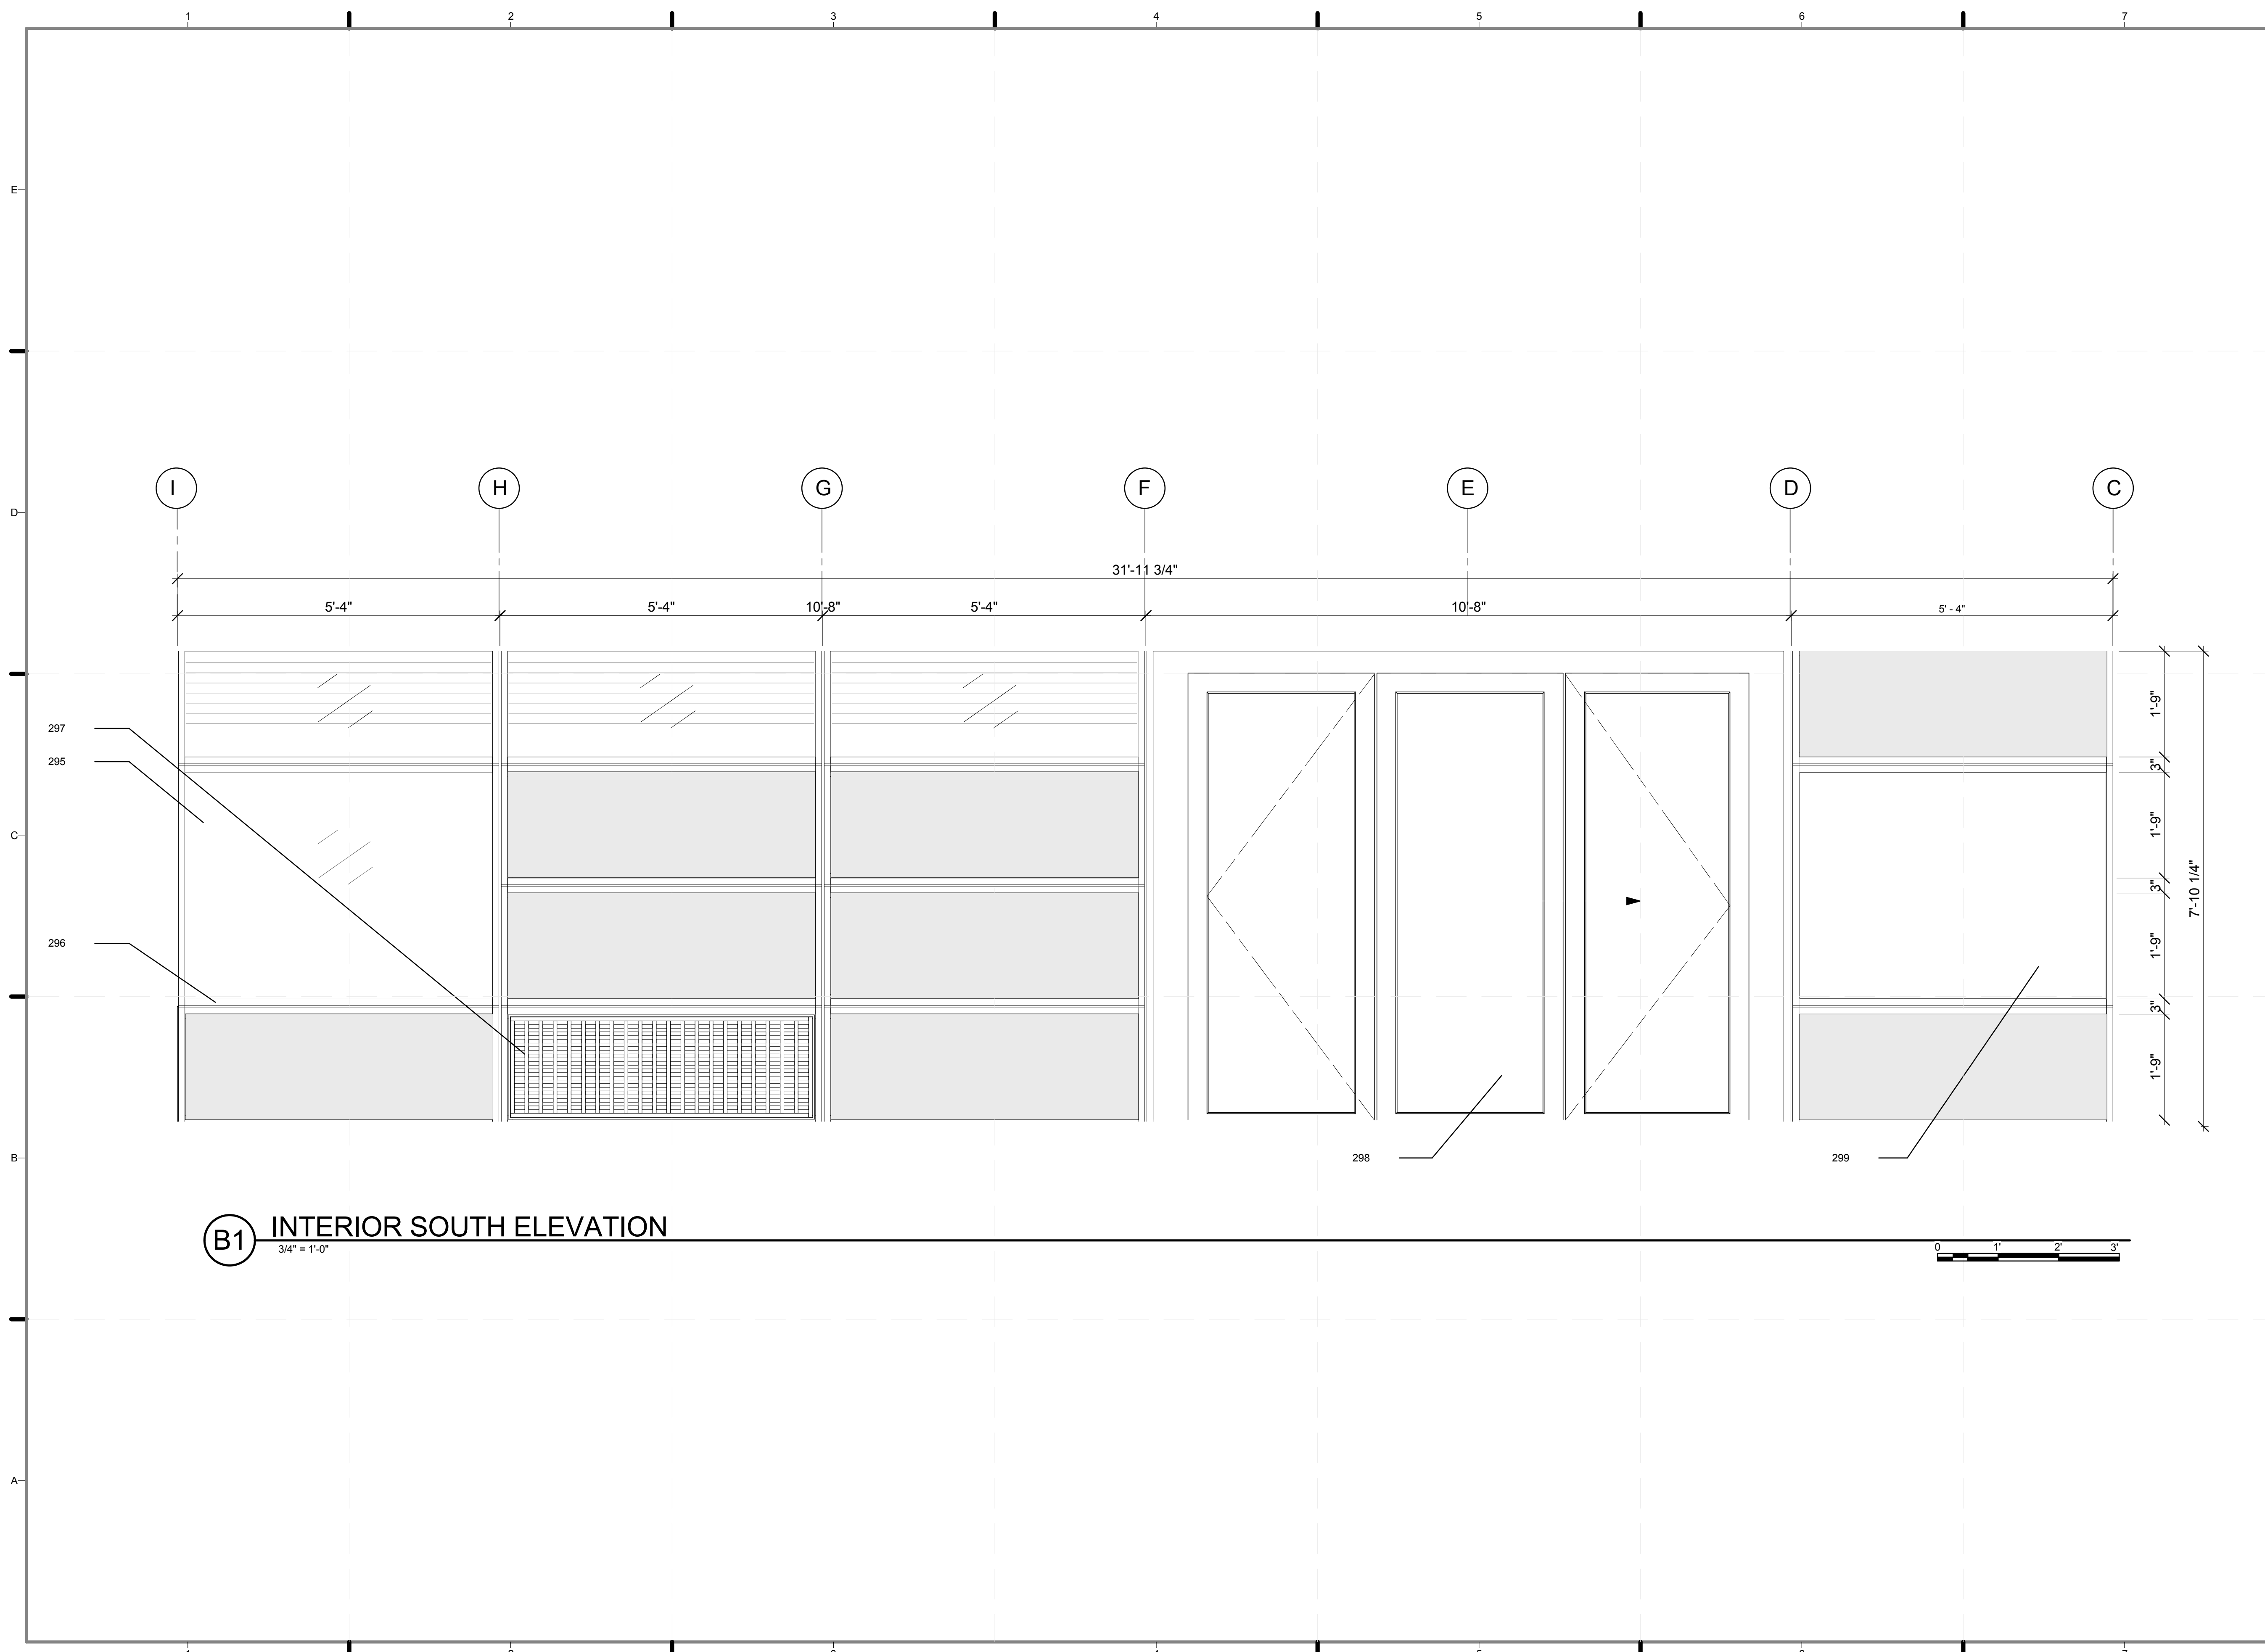 1 2 3 4 5 6 7
E
D
I H G F E D C
31'-11 3/4"
5'-4" 5'-4" 10'-8" 5'-4" 10'-8" 5' - 4"
1'-9"
297
295
3"
C
1'-9"
3"
7'-10 1/4"
296
1'-9"
3"
1'-9"
B
298 299
B1 INTERIOR SOUTH ELEVATION
3/4" = 1'-0"
0 1' 2' 3'
A